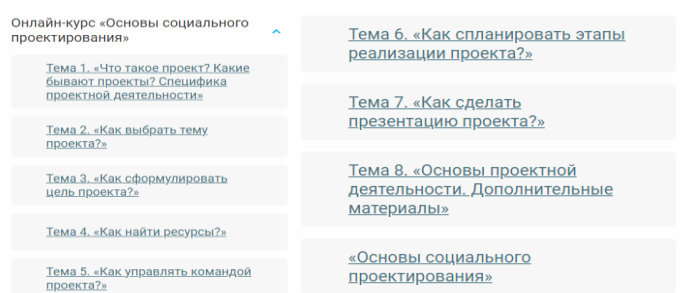 Онлайн-курс «Основы социального
проектирования»
Тема 1. «Что такое проект? Какие
бывают проекты? Специфика
проектной деятельности»
Тема 2. «Как выбрать тему
проекта?»
Тема 3. «Как сформулировать
цель проекта?»
Тема 4. «Как найти ресурсы?»
Тема 5. «Как управлять командой
проекта?»
Тема 6. «Как спланировать этапы
реализации проекта?»
Тема 7. «Как сделать
презентацию проекта?»
Тема 8. «Основы проектной
деятельности. Дополнительные
материалы»
«Основы социального
проектирования»